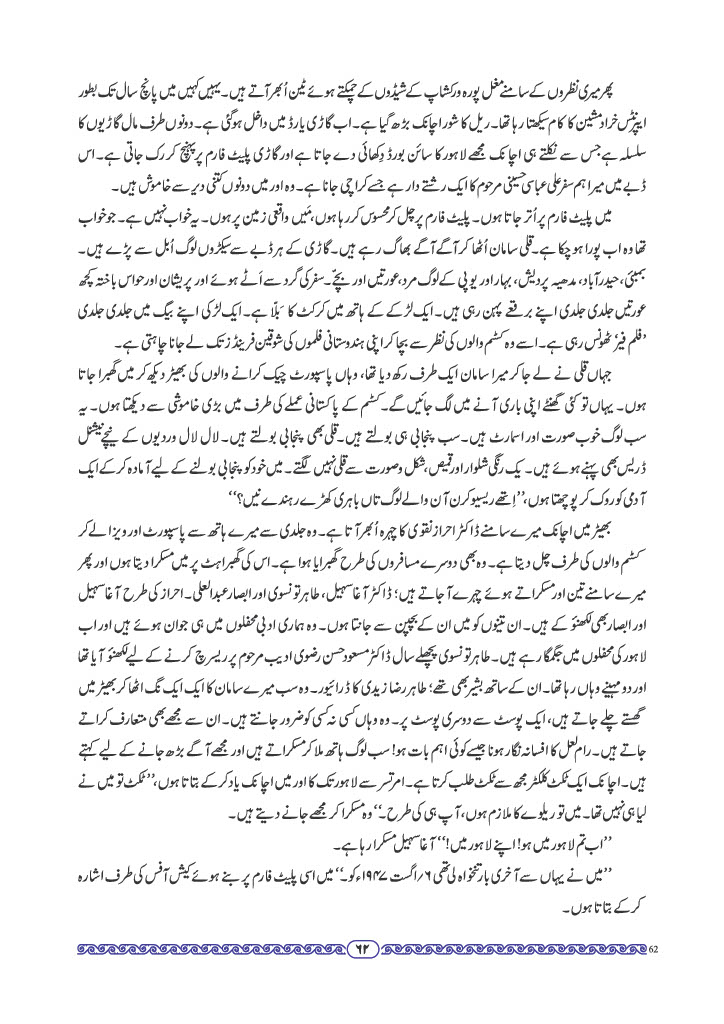 پھر میری نظروں کے سامنے مغل پورہ ورکشاپ کے شیڈوں کے چمکتے ہوئے ٹین اُبھر آتے ہیں۔ یہیں کہیں میں پانچ سال تک بطور
اپرنٹس خراد مشین کا کام سیکھتا رہا تھا۔ ریل کا شور اچانک بڑھ گیا ہے۔ اب گاڑی یارڈ میں داخل ہو گئی ہے۔ دونوں طرف مال گاڑیوں کا
سلسلہ ہے جس سے نکلتے ہی اچانک مجھے لاہور کا سائن بورڈ دِکھائی دے جاتا ہے اور گاڑی پلیٹ فارم پر پہنچ کر رک جاتی ہے۔ اس
ڈبے میں میرا ہم سفر علی عباسی حسینی مرحوم کا ایک رشتے دار ہے جسے کراچی جانا ہے۔ وہ اور میں دونوں کتنی دیر سے خاموش ہیں۔
میں پلیٹ فارم پر اُتر جاتا ہوں۔ پلیٹ فارم پر چل کر محسوس کر رہا ہوں، مَیں واقعی زمین پر ہوں۔ یہ خواب نہیں ہے۔ جو خواب
تھا وہ اب پورا ہو چکا ہے۔ قلی سامان اُٹھا کر آگے آگے بھاگ رہے ہیں۔ گاڑی کے ہر ڈبے سے سیکڑوں لوگ اُبل سے پڑے ہیں۔
بمبئی، حیدرآباد، مدھیہ پردیش، بہار اور یوپی کے لوگ مرد، عورتیں اور بچّے۔ سفر کی گرد سے اَٹے ہوئے اور پریشان اور حواس باختہ کچھ
عورتیں جلدی جلدی اپنے برقعے پہن رہی ہیں۔ ایک لڑکے کے ہاتھ میں کرکٹ کا بَلّا ہے۔ ایک لڑکی اپنے بیگ میں جلدی جلدی
’فلم فیئر‘ ٹھونس رہی ہے۔ اسے وہ کسٹم والوں کی نظر سے بچا کر اپنی ہندوستانی فلموں کی شوقین فرینڈز تک لے جانا چاہتی ہے۔
جہاں قلی نے لے جا کر میرا سامان ایک طرف رکھ دیا تھا، وہاں پاسپورٹ چیک کرانے والوں کی بھیڑ دیکھ کر میں گھبرا جاتا
ہوں۔ یہاں تو کئی گھنٹے اپنی باری آنے میں لگ جائیں گے۔ کسٹم کے پاکستانی عملے کی طرف میں بڑی خاموشی سے دیکھتا ہوں۔ یہ
سب لوگ خوب صورت اور اسمارٹ ہیں۔ سب پنجابی ہی بولتے ہیں۔ قلی بھی پنجابی بولتے ہیں۔ لال لال وردیوں کے نیچے نیشنل
ڈریس بھی پہنے ہوئے ہیں۔ یک رنگی شلوار اور قمیص، شکل و صورت سے قلی نہیں لگتے۔ میں خود کو پنجابی بولنے کے لیے آمادہ کر کے ایک
آدمی کو روک کر پوچھتا ہوں، ”اِتھے ریسیو کرن آن والے لوگ تاں باہری کھڑے رہندے نیں؟“
بھیڑ میں اچانک میرے سامنے ڈاکٹر احراز نقوی کا چہرہ اُبھر آتا ہے۔ وہ جلدی سے میرے ہاتھ سے پاسپورٹ اور ویزا لے کر
کسٹم والوں کی طرف چل دیتا ہے۔ وہ بھی دوسرے مسافروں کی طرح گھبرایا ہوا ہے۔ اس کی گھبراہٹ پر میں مسکرا دیتا ہوں اور پھر
میرے سامنے تین اور مسکراتے ہوئے چہرے آ جاتے ہیں؛ ڈاکٹر آغا سہیل، طاہر تونسوی اور ابصار عبدالعلی۔ احراز کی طرح آغا سہیل
اور ابصار بھی لکھنؤ کے ہیں۔ ان تینوں کو میں ان کے بچپن سے جانتا ہوں۔ وہ ہماری ادبی محفلوں میں ہی جوان ہوئے ہیں اور اب
لاہور کی محفلوں میں جگمگا رہے ہیں۔ طاہر تونسوی پچھلے سال ڈاکٹر مسعود حسن رضوی ادیب مرحوم پر ریسرچ کرنے کے لیے لکھنؤ آیا تھا
اور دو مہینے وہاں رہا تھا۔ ان کے ساتھ بشیر بھی تھے؛ طاہر رضا زیدی کا ڈرائیور۔ وہ سب میرے سامان کا ایک ایک نگ اٹھا کر بھیڑ میں
گھستے چلے جاتے ہیں، ایک پوسٹ سے دوسری پوسٹ پر۔ وہ وہاں کسی نہ کسی کو ضرور جانتے ہیں۔ ان سے مجھے بھی متعارف کراتے
جاتے ہیں۔ رام لعل کا افسانہ نگار ہونا جیسے کوئی اہم بات ہو! سب لوگ ہاتھ ملا کر مسکراتے ہیں اور مجھے آگے بڑھ جانے کے لیے کہتے
ہیں۔ اچانک ایک ٹکٹ کلکٹر مجھ سے ٹکٹ طلب کرتا ہے۔ امرتسر سے لاہور تک کا اور میں اچانک یاد کر کے بتاتا ہوں، ”ٹکٹ تو میں نے
لیا ہی نہیں تھا۔ میں تو ریلوے کا ملازم ہوں، آپ ہی کی طرح۔“ وہ مسکرا کر مجھے جانے دیتے ہیں۔
”اب تم لاہور میں ہو! اپنے لاہور میں!“ آغا سہیل مسکرا رہا ہے۔
”میں نے یہاں سے آخری بار تنخواہ لی تھی ۶؍ اگست ۱۹۴۷ء کو۔“ میں اسی پلیٹ فارم پر بنے ہوئے کیش آفس کی طرف اشارہ
کر کے بتاتا ہوں۔
۶۲
62